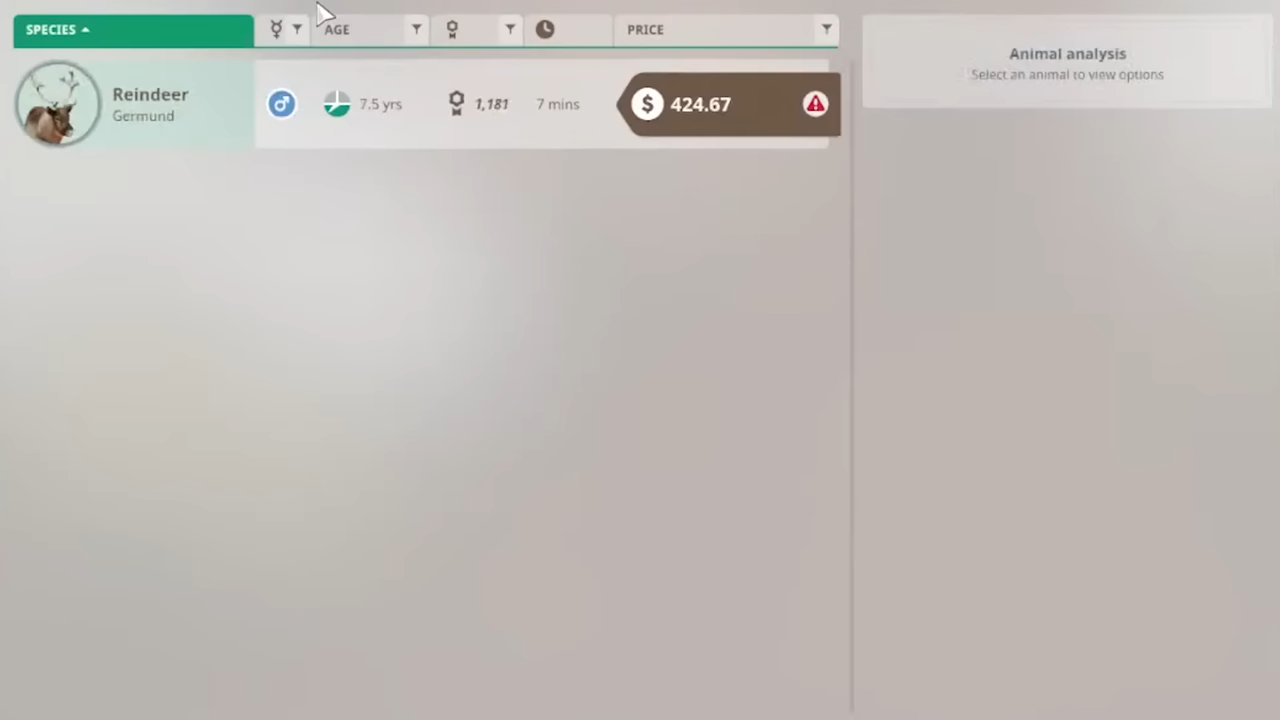 SPECIES AGE PRICE
Reindeer
Germund
7.5 yrs 1,181 7 mins $ 424.67
Animal analysis
Select an animal to view options